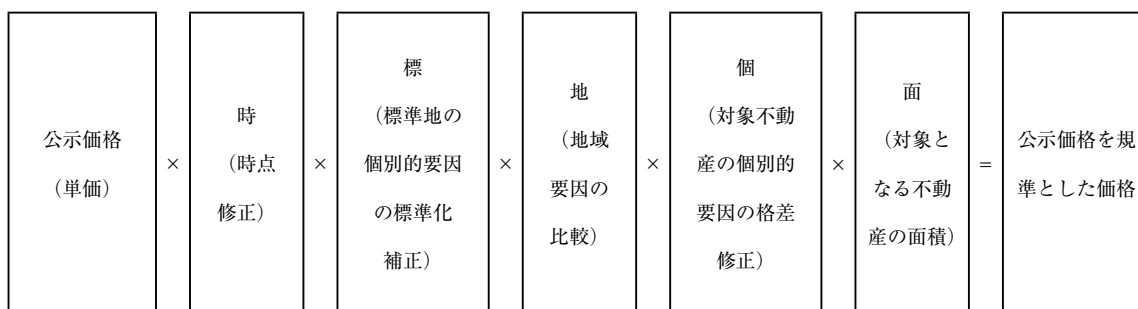 公示価格
（単価）
×
時
（時点
修正）
×
標
（標準地の
個別的要因
の標準化
補正）
×
地
（地域
要因の
比較）
×
個
（対象不動
産の個別的
要因の格差
修正）
×
面
（対象と
なる不動
産の面積）
=
公示価格を規
準とした価格